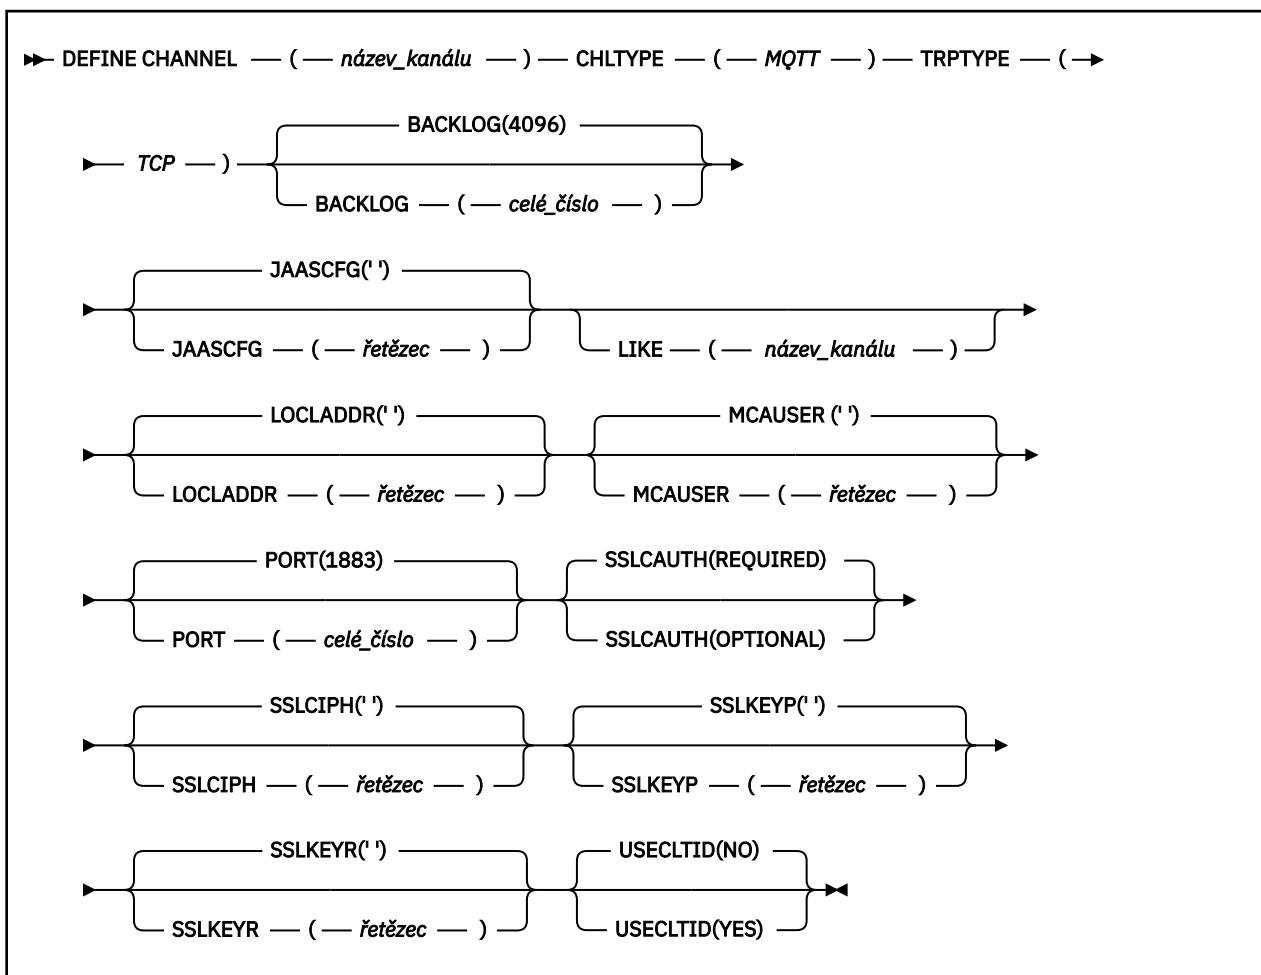 DEFINE CHANNEL ( název_kanálu ) CHLTYPE ( MQTT ) TRPTYPE (
BACKLOG(4096)
TCP )
BACKLOG ( celé_číslo )
JAASCFG(' ')
JAASCFG ( řetězec ) LIKE ( název_kanálu )
LOCLADDR(' ') MCAUSER (' ')
LOCLADDR ( řetězec ) MCAUSER ( řetězec )
PORT(1883) SSLCAUTH(REQUIRED)
PORT ( celé_číslo ) SSLCAUTH(OPTIONAL)
SSLCIPH(' ') SSLKEYP(' ')
SSLCIPH ( řetězec ) SSLKEYP ( řetězec )
SSLKEYR(' ') USECLTID(NO)
SSLKEYR ( řetězec ) USECLTID(YES)